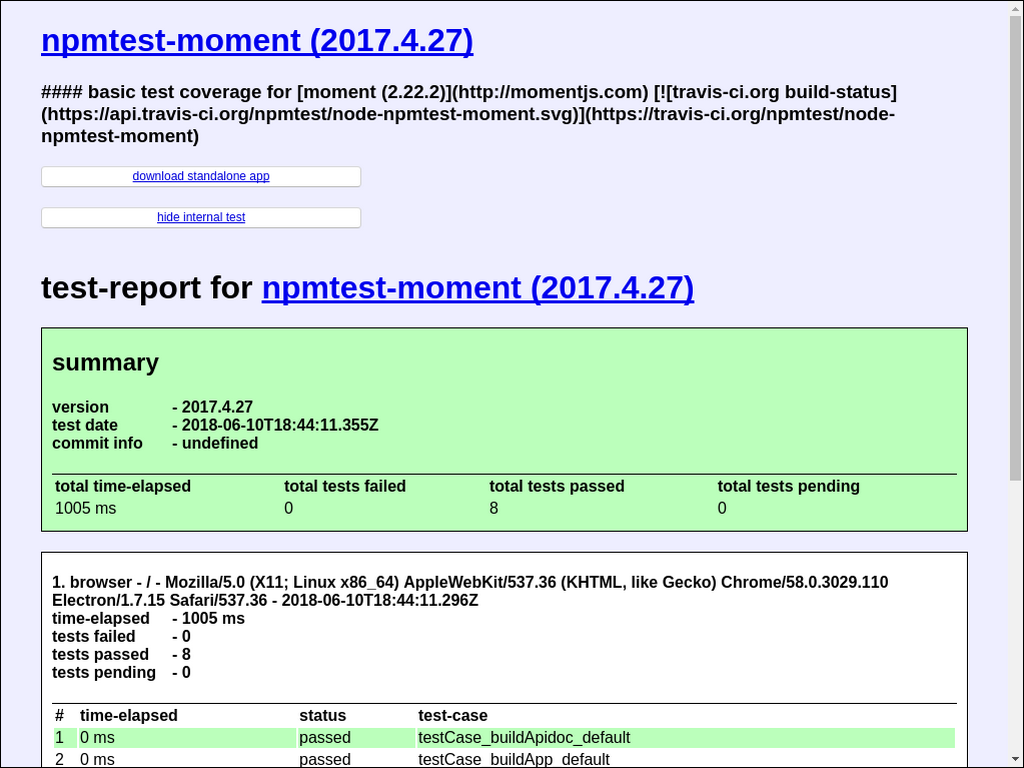 npmtest-moment (2017.4.27)
#### basic test coverage for [moment (2.22.2)](http://momentjs.com) [![travis-ci.org build-status]
(https://api.travis-ci.org/npmtest/node-npmtest-moment.svg)](https://travis-ci.org/npmtest/node-
npmtest-moment)
download standalone app
hide internal test
test-report for npmtest-moment (2017.4.27)
summary
version - 2017.4.27
test date - 2018-06-10T18:44:11.355Z
commit info - undefined
total time-elapsed total tests failed total tests passed total tests pending
1005 ms 0 8 0
1. browser - / - Mozilla/5.0 (X11; Linux x86_64) AppleWebKit/537.36 (KHTML, like Gecko) Chrome/58.0.3029.110
Electron/1.7.15 Safari/537.36 - 2018-06-10T18:44:11.296Z
time-elapsed - 1005 ms
tests failed - 0
tests passed - 8
tests pending - 0
# time-elapsed status test-case
1 0 ms passed testCase_buildApidoc_default
2 0 ms passed testCase_buildApp_default